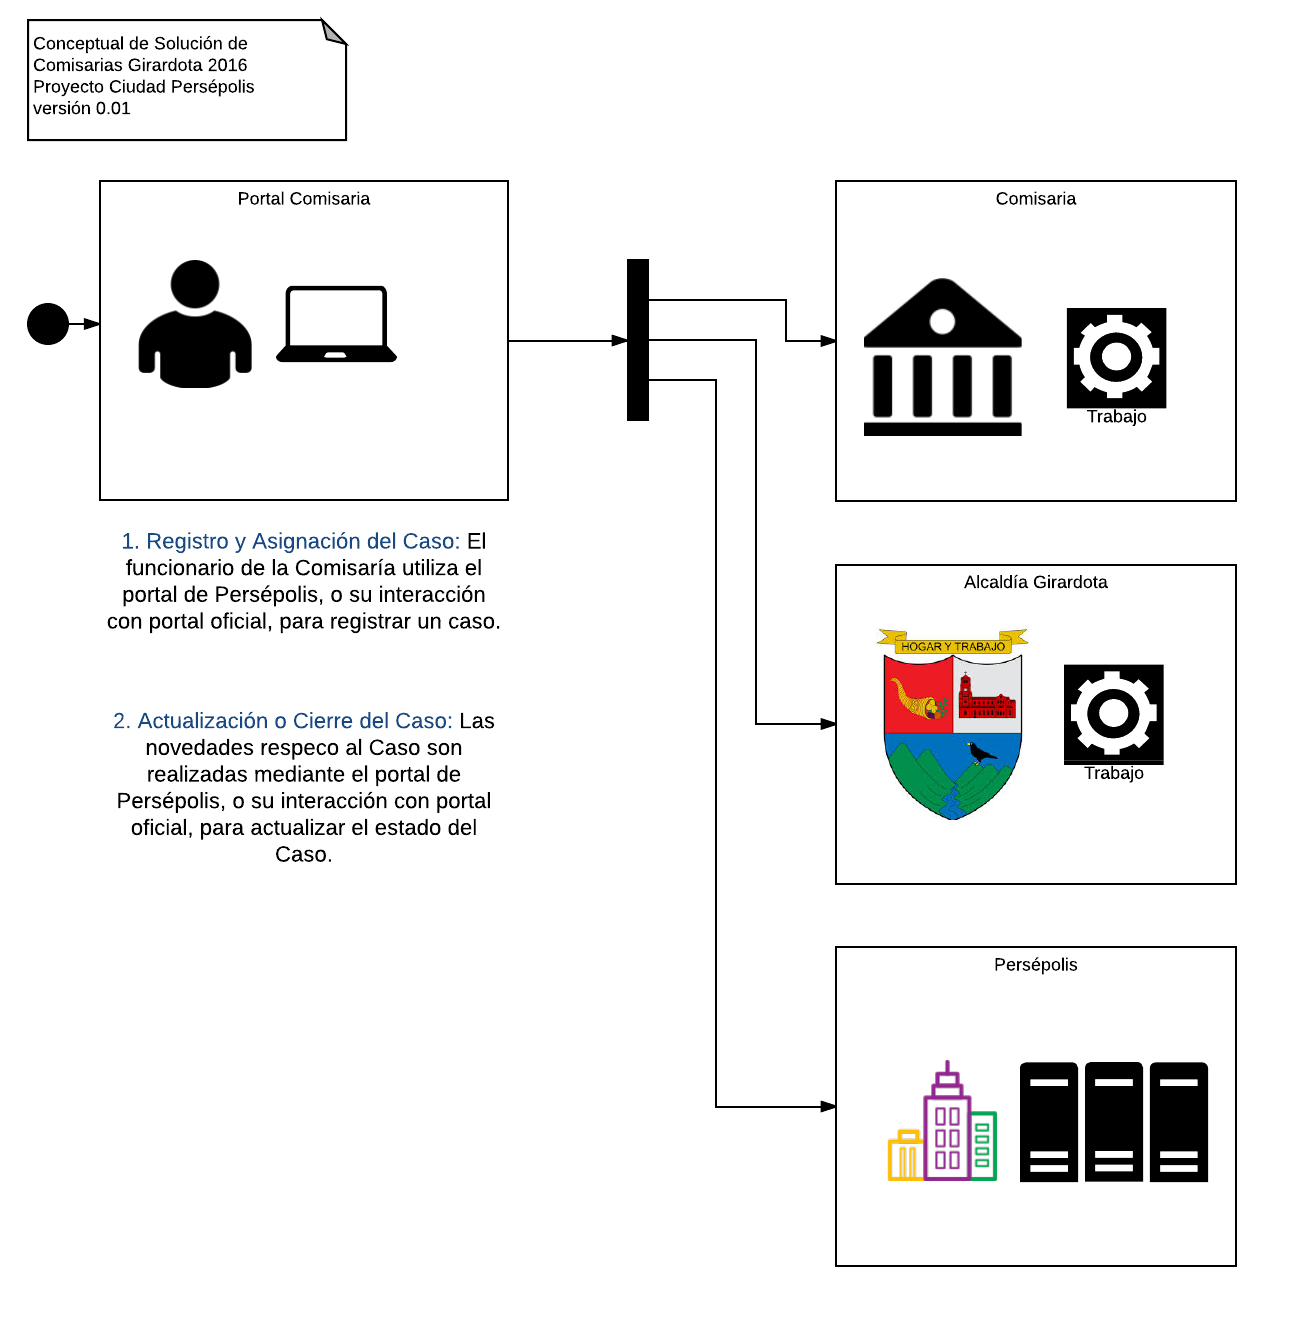 Conceptual de Solución de
Comisarias Girardota 2016
Proyecto Ciudad Persépolis
versión 0.01
Portal Comisaria
Comisaria
Trabajo
1. Registro y Asignación del Caso: El
funcionario de la Comisaría utiliza el
portal de Persépolis, o su interacción
con portal oficial, para registrar un caso.
2. Actualización o Cierre del Caso: Las
novedades respeco al Caso son
realizadas mediante el portal de
Persépolis, o su interacción con portal
oficial, para actualizar el estado del
Caso.
Alcaldía Girardota
HOGAR Y TRABAJO
Trabajo
Persépolis